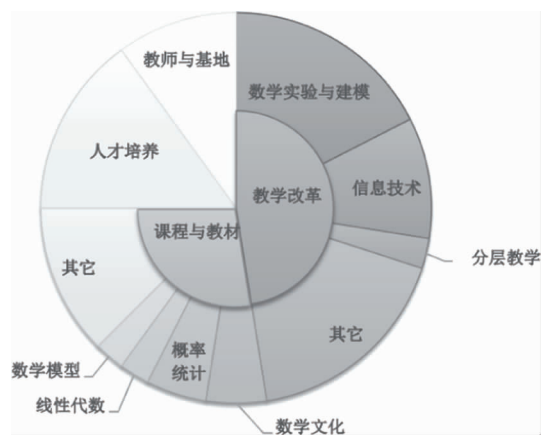 教师与基地
数学实验与建模
人才培养
信息技术
教学改革
课程与教材
分层教学
其它
其它
概率
统计
数学模型
线性代数
数学文化